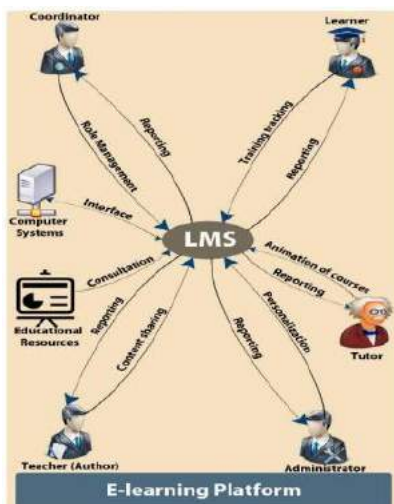 Coordinator
Learner
Reporting
Role Management
Training tracking
Reporting
Computer
Systems
Interface
LMS
Consultation
Educational
Resources
Animation of courses
Reporting
Tutor
Reporting
Content sharing
Reporting
Personalization
Teacher (Author)
Administrator
E-learning Platform